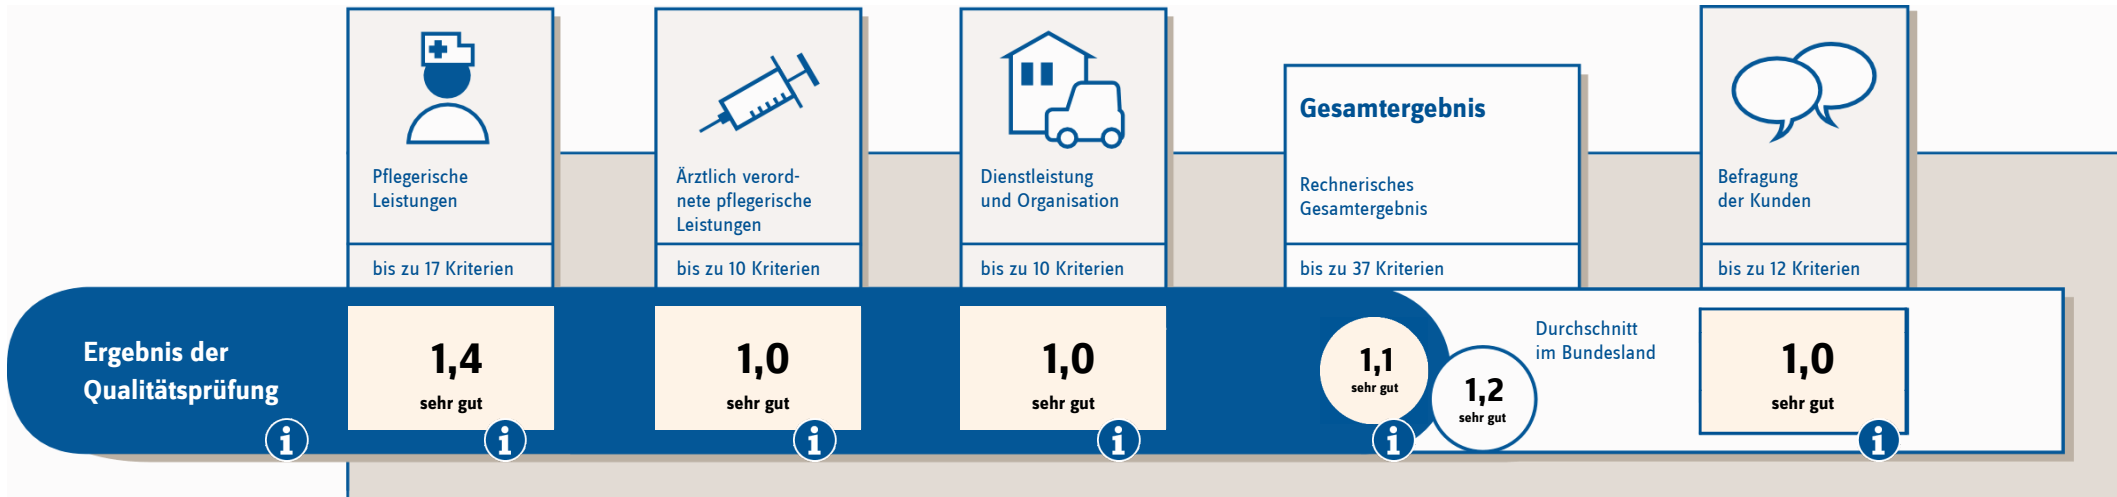 Pflegerische
Leistungen
bis zu 17 Kriterien
Ärztlich verord-
nete pflegerische
Leistungen
bis zu 10 Kriterien
Dienstleistung
und Organisation
bis zu 10 Kriterien
Gesamtergebnis
Rechnerisches
Gesamtergebnis
bis zu 37 Kriterien
Befragung
der Kunden
bis zu 12 Kriterien
Ergebnis der
Qualitätsprüfung
i
1,4
sehr gut
i
1,0
sehr gut
i
1,0
sehr gut
i
1,1
sehr gut
i
1,2
sehr gut
Durchschnitt
im Bundesland
1,0
sehr gut
i